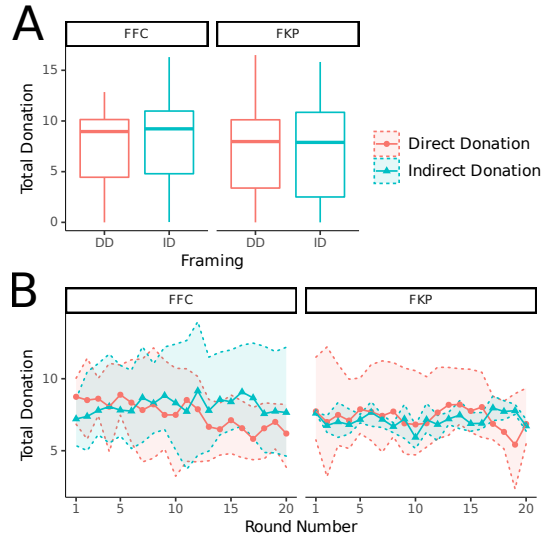 A
FFC
FKP
Total Donation
15
10
5
0
DD
ID
DD
ID
Framing
Direct Donation
Indirect Donation
B
FFC
FKP
Total Donation
10
5
1
5
10
15
20
1
5
10
15
20
Round Number